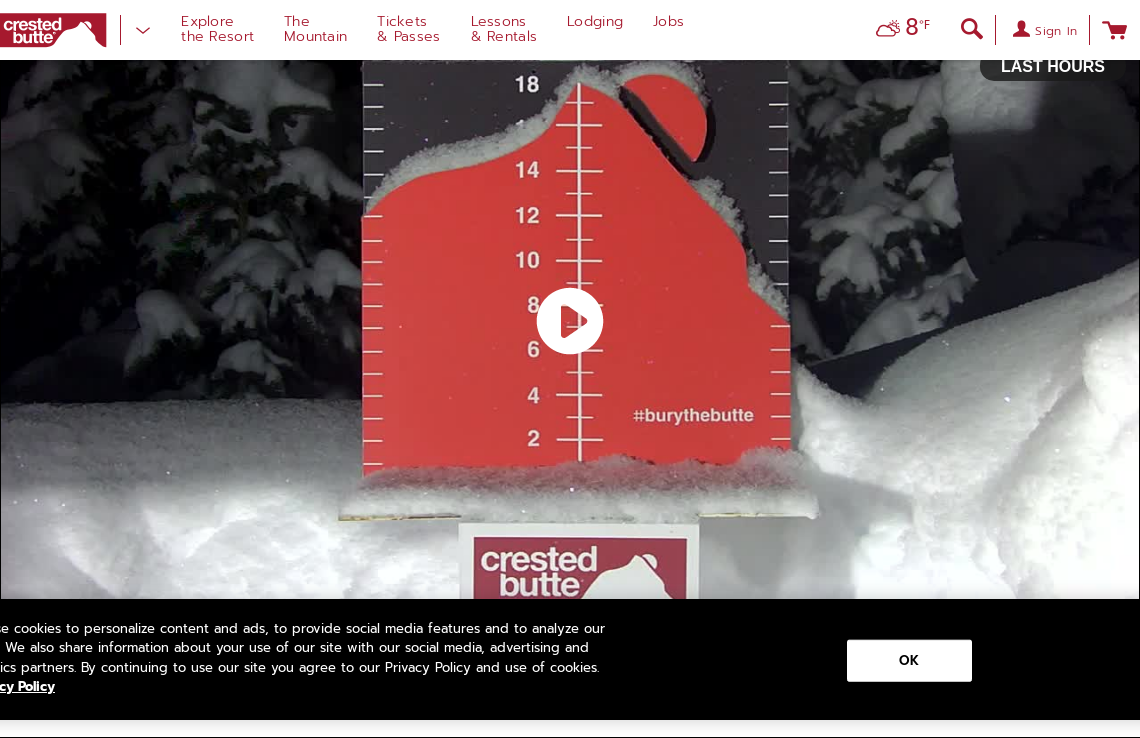 crested
butte
Explore
the Resort
The
Mountain
Tickets
& Passes
Lessons
& Rentals
Lodging
Jobs
8°F
Sign In
LAST HOURS
18
14
12
10
8
6
4
2
#burythebutte
crested
butte
cookies to personalize content and ads, to provide social media features and to analyze our
We also share information about your use of our site with our social media, advertising and
partners. By continuing to use our site you agree to our Privacy Policy and use of cookies.
Policy
OK